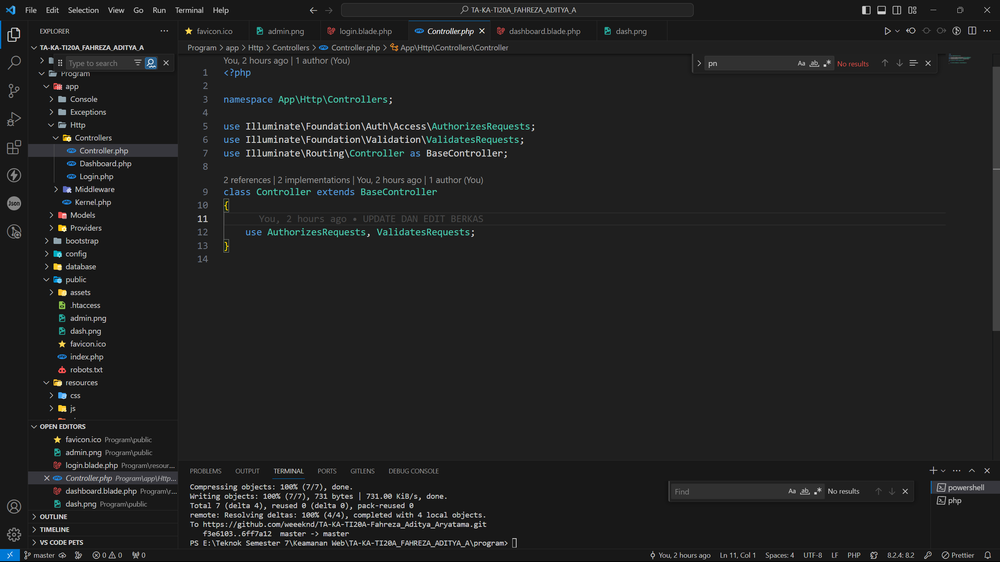 File Edit Selection View Go Run Terminal Help
TA-KA-TI20A_FAHREZA_ADITYA_A
EXPLORER
TA-KA-TI20A_FAHREZA_ADITYA_A
Type to search
Program
app
Console
Exceptions
Http
Controllers
Controller.php
Dashboard.php
Login.php
Middleware
Kernel.php
Models
Providers
bootstrap
config
database
public
assets
.htaccess
admin.png
dash.png
favicon.ico
index.php
robots.txt
resources
css
js
OPEN EDITORS
favicon.ico Program\public
admin.png Program\public
login.blade.php Program\resour...
Controller.php Program\app\Http...
dashboard.blade.php Program\r...
dash.png Program\public
OUTLINE
TIMELINE
VS CODE PETS
favicon.ico admin.png login.blade.php Controller.php dashboard.blade.php dash.png
Program > app > Http > Controllers > Controller.php > App\Http\Controllers\Controller
pn Aa ab No results
You, 2 hours ago | 1 author (You)
1 <?php
2
3 namespace App\Http\Controllers;
4
5 use Illuminate\Foundation\Auth\Access\AuthorizesRequests;
6 use Illuminate\Foundation\Validation\ValidatesRequests;
7 use Illuminate\Routing\Controller as BaseController;
8
2 references | 2 implementations | You, 2 hours ago | 1 author (You)
9 class Controller extends BaseController
10 {
11 You, 2 hours ago • UPDATE DAN EDIT BERKAS
12 use AuthorizesRequests, ValidatesRequests;
13 }
14
PROBLEMS OUTPUT TERMINAL PORTS GITLENS DEBUG CONSOLE
Find Aa ab No results
powershell
php
Compressing objects: 100% (7/7), done.
Writing objects: 100% (7/7), 731 bytes | 731.00 KiB/s, done.
Total 7 (delta 4), reused 0 (delta 0), pack-reused 0
remote: Resolving deltas: 100% (4/4), completed with 4 local objects.
To https://github.com/weeeknd/TA-KA-TI20A-Fahreza_Aditya_Aryatama.git
f3e6103..6ff7a12 master -> master
PS E:\Teknok Semester 7\Keamanan Web\TA-KA-TI20A_FAHREZA_ADITYA_A\program>
master 0 0 0 You, 2 hours ago Ln 11, Col 1 Spaces: 4 UTF-8 LF PHP 8.2.4: 8.2 Prettier